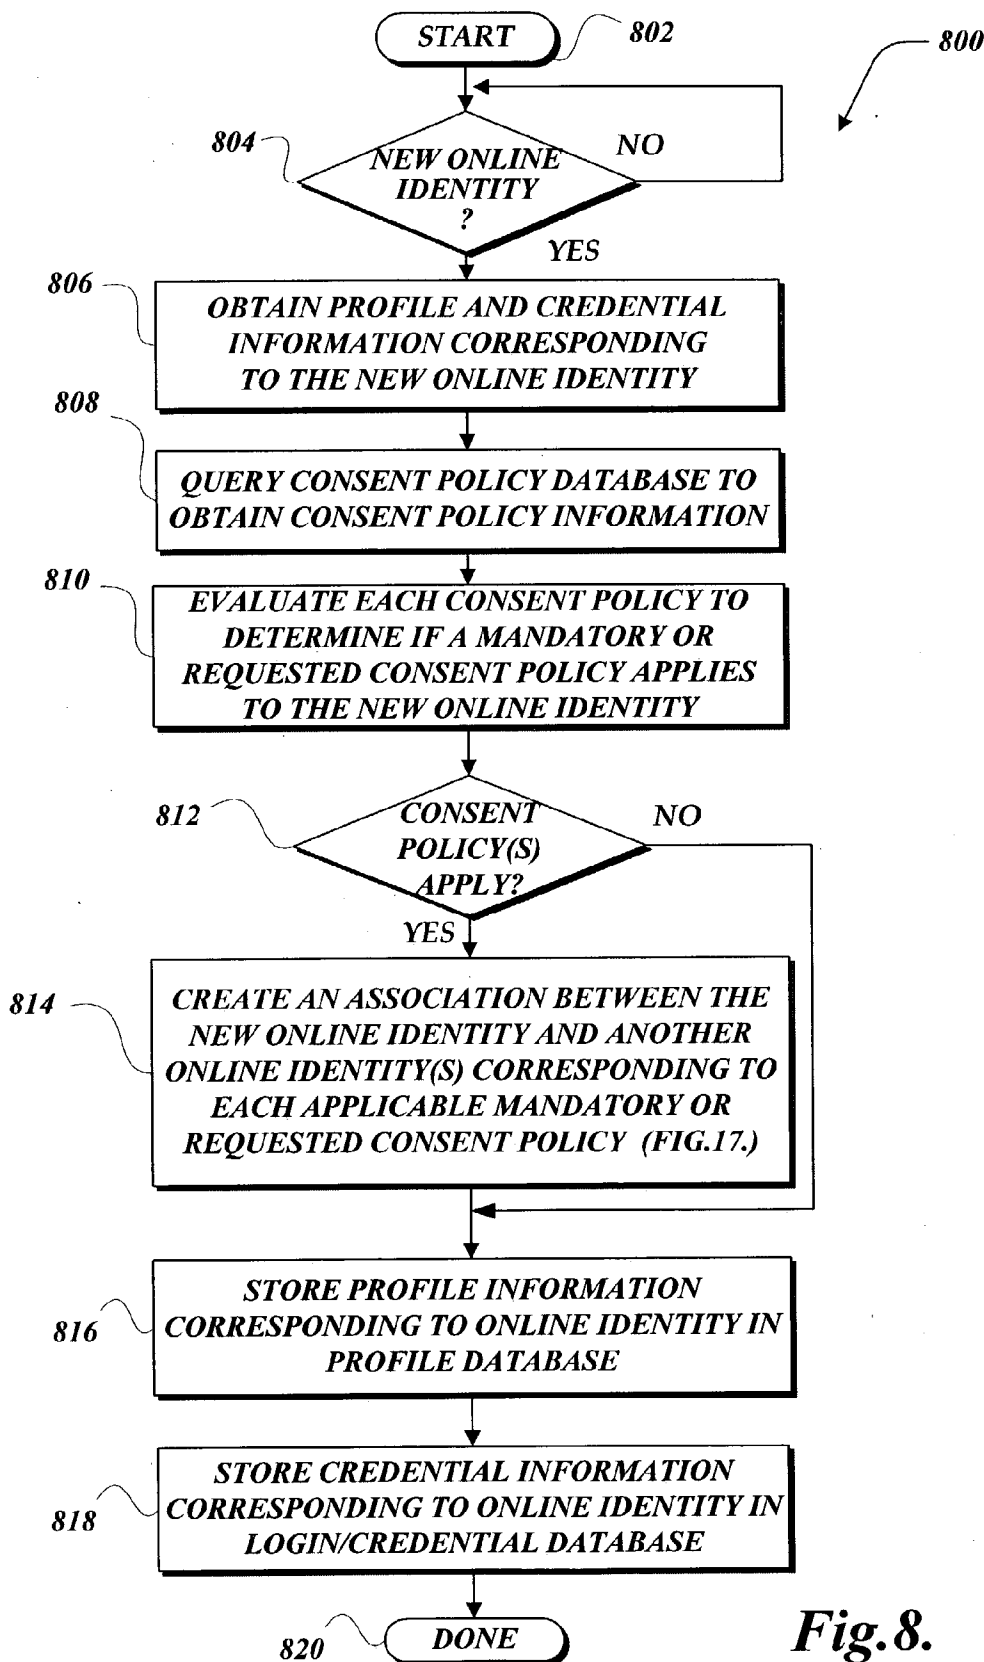 START
802
800
804
NEW ONLINE
IDENTITY
?
NO
YES
806
OBTAIN PROFILE AND CREDENTIAL
INFORMATION CORRESPONDING
TO THE NEW ONLINE IDENTITY
808
QUERY CONSENT POLICY DATABASE TO
OBTAIN CONSENT POLICY INFORMATION
810
EVALUATE EACH CONSENT POLICY TO
DETERMINE IF A MANDATORY OR
REQUESTED CONSENT POLICY APPLIES
TO THE NEW ONLINE IDENTITY
812
CONSENT
POLICY(S)
APPLY?
NO
YES
814
CREATE AN ASSOCIATION BETWEEN THE
NEW ONLINE IDENTITY AND ANOTHER
ONLINE IDENTITY(S) CORRESPONDING TO
EACH APPLICABLE MANDATORY OR
REQUESTED CONSENT POLICY (FIG.17.)
816
STORE PROFILE INFORMATION
CORRESPONDING TO ONLINE IDENTITY IN
PROFILE DATABASE
818
STORE CREDENTIAL INFORMATION
CORRESPONDING TO ONLINE IDENTITY IN
LOGIN/CREDENTIAL DATABASE
820
DONE
Fig.8.